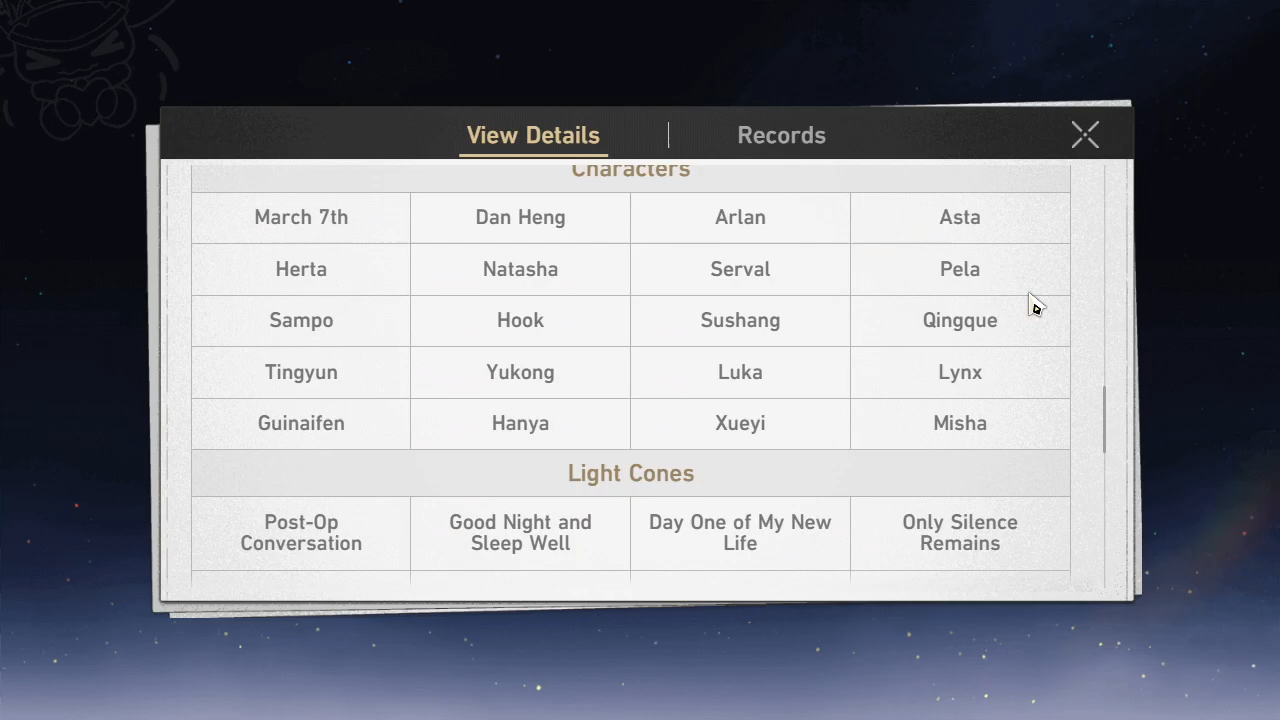 View Details
Records
Characters
March 7th
Dan Heng
Arlan
Asta
Herta
Natasha
Serval
Pela
Sampo
Hook
Sushang
Qingque
Tingyun
Yukong
Luka
Lynx
Guinaifen
Hanya
Xueyi
Misha
Light Cones
Post-Op
Conversation
Good Night and
Sleep Well
Day One of My New
Life
Only Silence
Remains